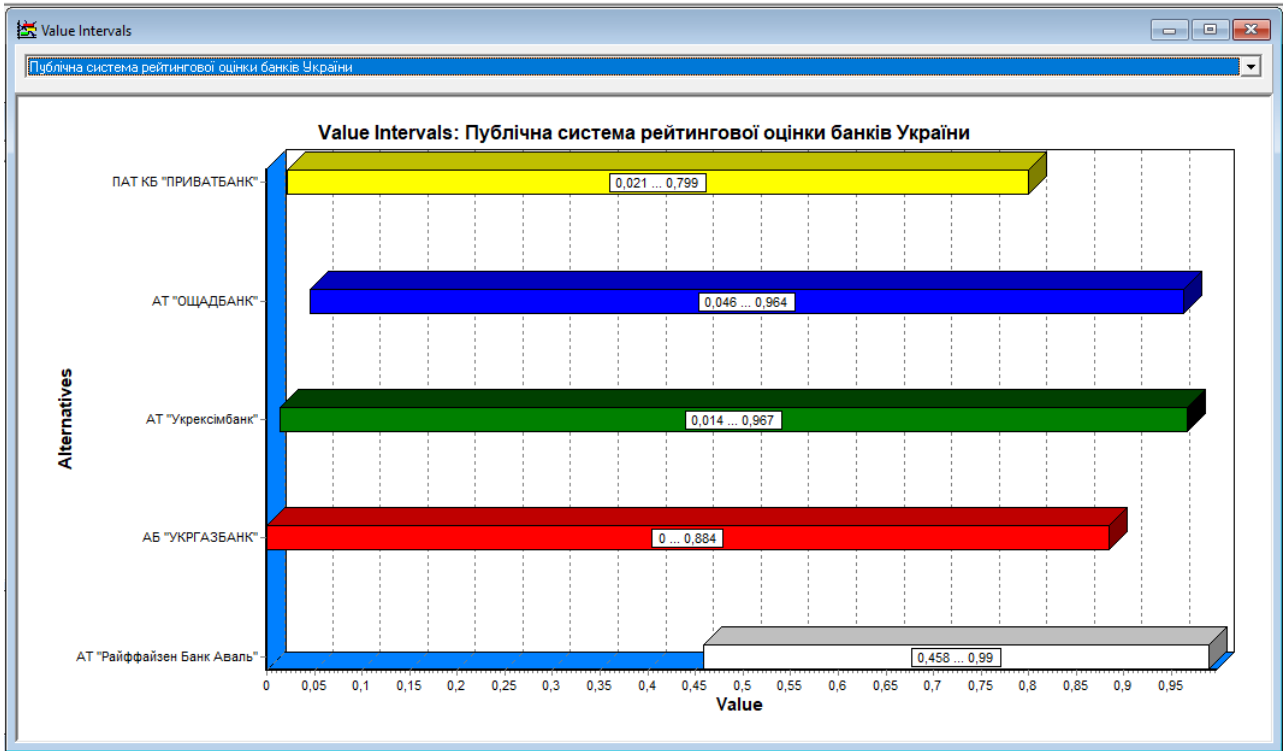 Value Intervals
Публічна система рейтингової оцінки банків України
Value Intervals: Публічна система рейтингової оцінки банків України
ПАТ КБ "ПРИВАТБАНК"
0,021 ... 0,799
АТ "ОЩАДБАНК"
0,046 ... 0,964
Alternatives
АТ "Укрексімбанк"
0,014 ... 0,967
АБ "УКРГАЗБАНК"
0 ... 0,884
АТ "Райффайзен Банк Аваль"
0,458 ... 0,99
0 0,05 0,1 0,15 0,2 0,25 0,3 0,35 0,4 0,45 0,5 0,55 0,6 0,65 0,7 0,75 0,8 0,85 0,9 0,95
Value